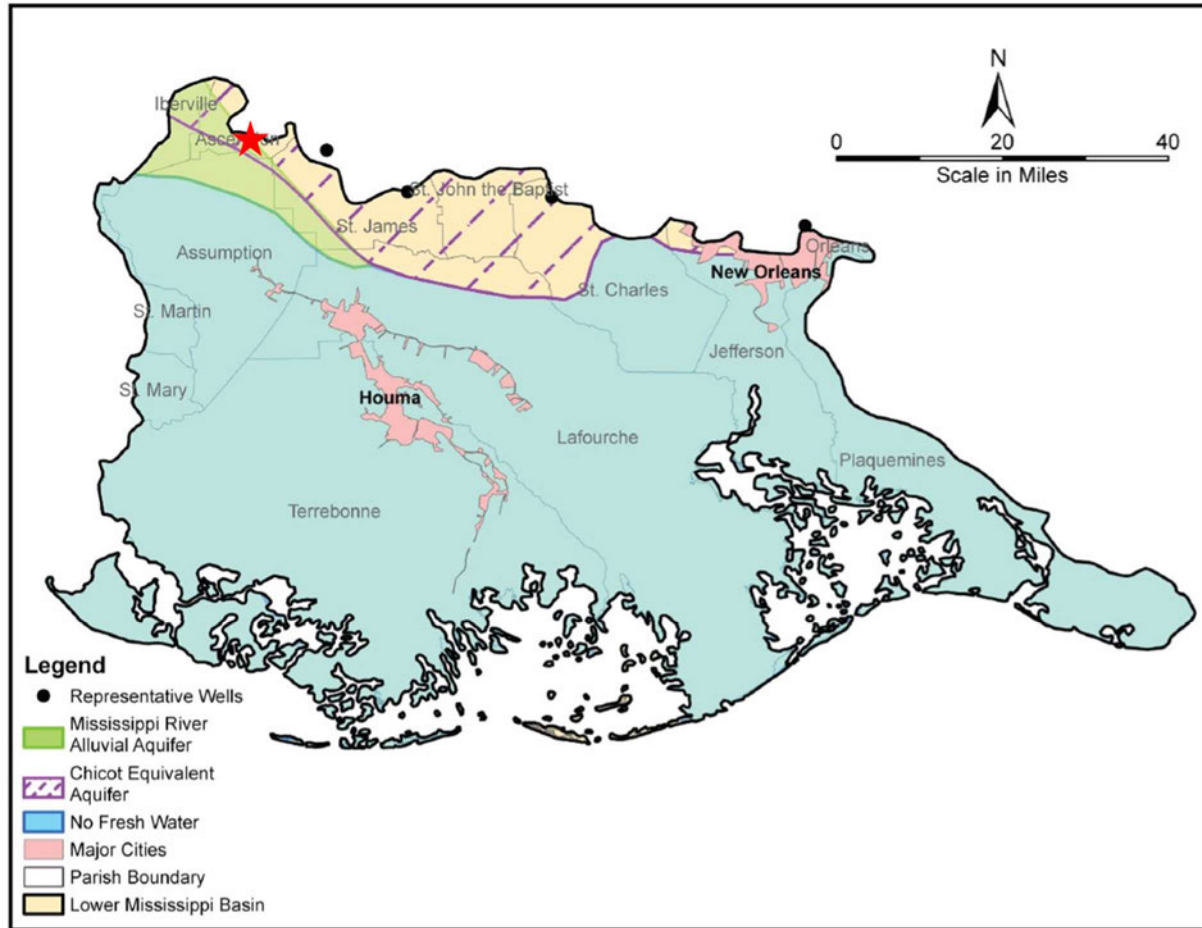 N
0
20
40
Scale in Miles
Iberville
Ascension
St. John the Baptist
St. James
Orleans
New Orleans
Assumption
St. Charles
St. Martin
Jefferson
St. Mary
Houma
Lafourche
Plaquemines
Terrebonne
Legend
Representative Wells
Mississippi River
Alluvial Aquifer
Chicot Equivalent
Aquifer
No Fresh Water
Major Cities
Parish Boundary
Lower Mississippi Basin